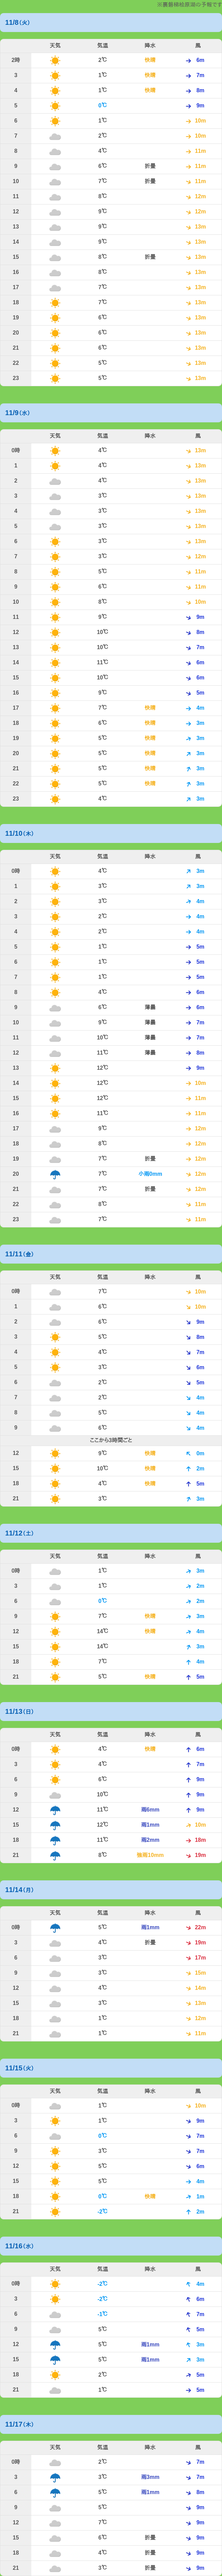 11/8(火)
天気 気温 降水 風
2時 2℃ 快晴 6m
3 1℃ 快晴 7m
4 1℃ 快晴 8m
5 0℃ 9m
6 1℃ 10m
7 2℃ 10m
8 4℃ 11m
9 6℃ 折曇 11m
10 7℃ 折曇 11m
11 8℃ 12m
12 9℃ 12m
13 9℃ 13m
14 9℃ 13m
15 8℃ 折曇 13m
16 8℃ 13m
17 7℃ 13m
18 7℃ 13m
19 6℃ 13m
20 6℃ 13m
21 6℃ 13m
22 5℃ 13m
23 5℃ 13m
11/9(水)
天気 気温 降水 風
0時 4℃ 13m
1 4℃ 13m
2 4℃ 13m
3 3℃ 13m
4 3℃ 13m
5 3℃ 13m
6 3℃ 12m
7 3℃ 12m
8 5℃ 11m
9 6℃ 11m
10 8℃ 10m
11 9℃ 9m
12 10℃ 8m
13 10℃ 7m
14 11℃ 6m
15 10℃ 6m
16 9℃ 5m
17 7℃ 快晴 4m
18 6℃ 快晴 3m
19 5℃ 快晴 3m
20 5℃ 快晴 3m
21 5℃ 快晴 3m
22 5℃ 快晴 3m
23 4℃ 3m
11/10(木)
天気 気温 降水 風
0時 4℃ 3m
1 3℃ 3m
2 3℃ 4m
3 2℃ 4m
4 2℃ 4m
5 1℃ 5m
6 1℃ 5m
7 1℃ 5m
8 4℃ 6m
9 6℃ 薄曇 6m
10 9℃ 薄曇 7m
11 10℃ 薄曇 7m
12 11℃ 薄曇 8m
13 12℃ 9m
14 12℃ 10m
15 12℃ 11m
16 11℃ 11m
17 9℃ 12m
18 8℃ 12m
19 7℃ 折曇 12m
20 7℃ 小雨0mm 12m
21 7℃ 折曇 12m
22 8℃ 11m
23 7℃ 11m
11/11(金)
天気 気温 降水 風
0時 7℃ 10m
1 6℃ 10m
2 6℃ 9m
3 5℃ 8m
4 4℃ 7m
5 3℃ 6m
6 2℃ 5m
7 2℃ 4m
8 5℃ 4m
9 6℃ 4m
ここから3時間ごと
12 9℃ 快晴 0m
15 10℃ 快晴 2m
18 4℃ 快晴 5m
21 3℃ 3m
11/12(土)
天気 気温 降水 風
0時 1℃ 3m
3 1℃ 2m
6 0℃ 2m
9 7℃ 快晴 3m
12 14℃ 快晴 4m
15 14℃ 3m
18 7℃ 4m
21 5℃ 快晴 5m
11/13(日)
天気 気温 降水 風
0時 4℃ 快晴 6m
3 4℃ 7m
6 6℃ 9m
9 10℃ 9m
12 11℃ 雨6mm 9m
15 12℃ 雨1mm 10m
18 11℃ 雨2mm 18m
21 8℃ 強雨10mm 19m
11/14(月)
天気 気温 降水 風
0時 5℃ 雨1mm 22m
3 4℃ 折曇 19m
6 3℃ 17m
9 3℃ 15m
12 4℃ 14m
15 3℃ 13m
18 1℃ 12m
21 1℃ 11m
11/15(火)
天気 気温 降水 風
0時 1℃ 10m
3 1℃ 9m
6 0℃ 7m
9 3℃ 7m
12 5℃ 6m
15 5℃ 4m
18 0℃ 快晴 1m
21 -2℃ 2m
11/16(水)
天気 気温 降水 風
0時 -2℃ 4m
3 -2℃ 6m
6 -1℃ 7m
9 5℃ 5m
12 5℃ 雨1mm 3m
15 5℃ 雨1mm 3m
18 2℃ 5m
21 1℃ 5m
11/17(木)
天気 気温 降水 風
0時 2℃ 7m
3 3℃ 雨3mm 7m
6 5℃ 雨1mm 8m
9 5℃ 9m
12 7℃ 9m
15 6℃ 折曇 9m
18 4℃ 折曇 9m
21 3℃ 折曇 9m